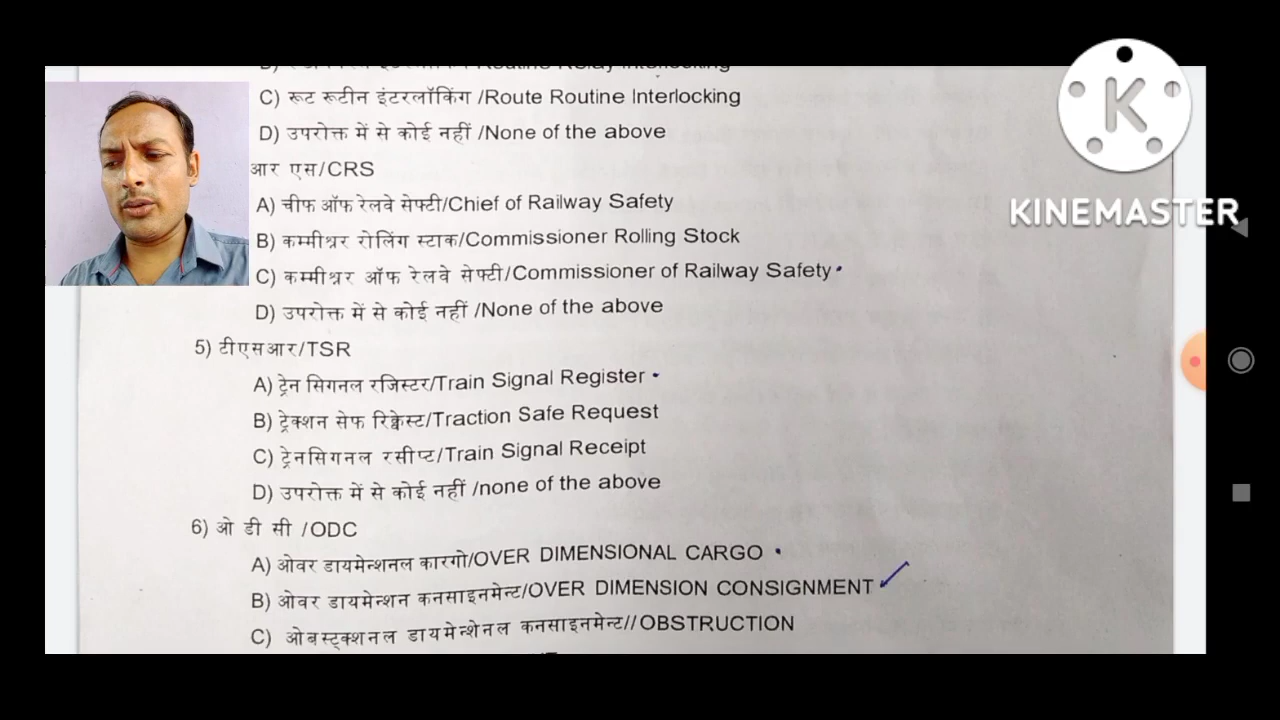 C) रूट रूटीन इंटरलॉकिंग /Route Routine Interlocking
D) उपरोक्त में से कोई नहीं /None of the above
आर एस/CRS
A) चीफ ऑफ रेलवे सेफ्टी/Chief of Railway Safety
B) कम्मीश्नर रोलिंग स्टाक/Commissioner Rolling Stock
C) कम्मीश्नर ऑफ रेलवे सेफ्टी/Commissioner of Railway Safety
D) उपरोक्त में से कोई नहीं /None of the above
5) टीएसआर/TSR
A) ट्रेन सिगनल रजिस्टर/Train Signal Register
B) ट्रेक्शन सेफ रिक्वेस्ट/Traction Safe Request
C) ट्रेनसिगनल रसीप्ट/Train Signal Receipt
D) उपरोक्त में से कोई नहीं /none of the above
6) ओ डी सी /ODC
A) ओवर डायमेन्शनल कारगो/OVER DIMENSIONAL CARGO
B) ओवर डायमेन्शन कनसाइनमेन्ट/OVER DIMENSION CONSIGNMENT
C) ओबस्ट्क्शनल डायमेन्शेनल कनसाइनमेन्ट//OBSTRUCTION
KINEMASTER